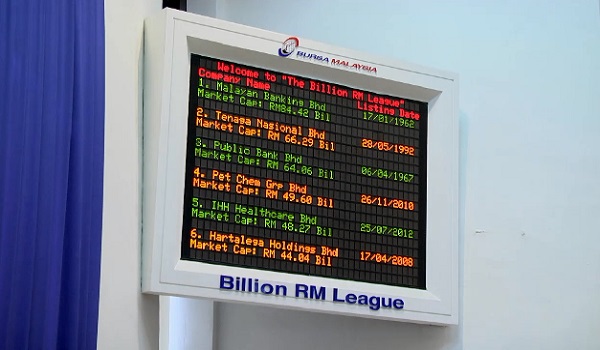 BURSA MALAYSIA
Welcome to "The Billion RM League"
Company Name Listing Date
1. Malayan Banking Bhd
Market Cap: RM84.42 Bil 17/01/1962
2. Tenaga Nasional Bhd
Market Cap: RM 66.29 Bil 28/05/1992
3. Public Bank Bhd
Market Cap: RM 64.06 Bil 06/04/1967
4. Pet Chem Grp Bhd
Market Cap: RM 49.60 Bil 26/11/2010
5. IHH Healthcare Bhd
Market Cap: RM 48.27 Bil 25/07/2012
6. Hartalega Holdings Bhd
Market Cap: RM 44.04 Bil 17/04/2008
Billion RM League